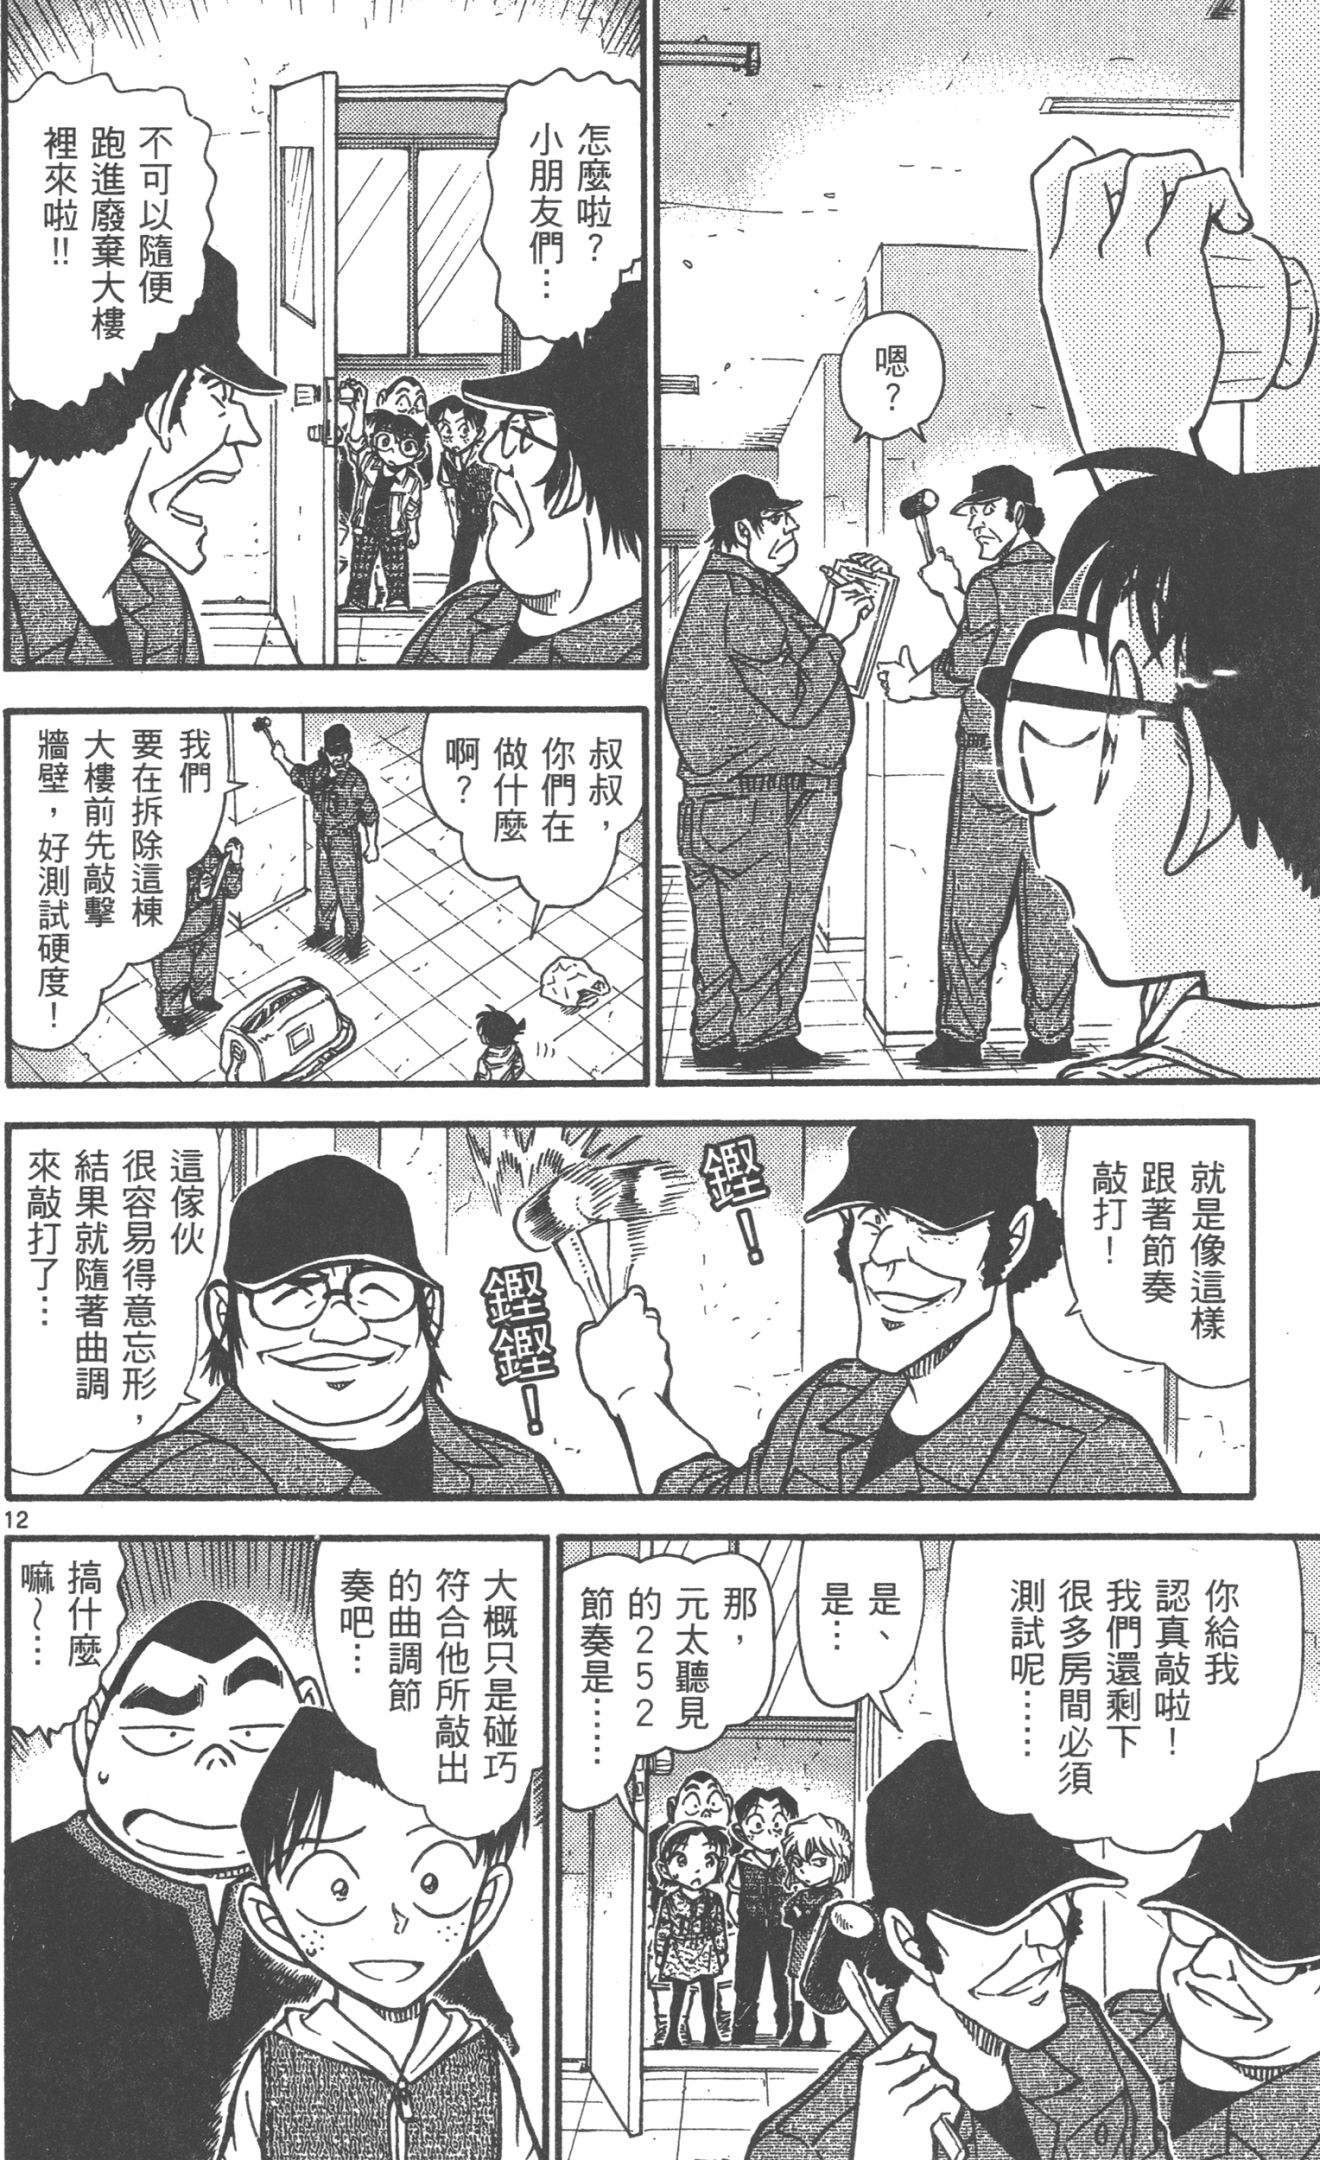 嗯？
怎麼啦？
小朋友們…
不可以隨便
跑進廢棄大樓
裡來啦!!
叔叔，
你們在
做什麼
啊？
我們
要在拆除這棟
大樓前先敲擊
牆壁，好測試硬度！
就是像這樣
跟著節奏
敲打！
鏗！
鏗鏗！
這傢伙
很容易得意忘形，
結果就隨著曲調
來敲打了…
你給我
認真敲啦！
我們還剩下
很多房間必須
測試呢……
是、
是…
那，
元太聽見
的252
節奏是……
大概只是碰巧
符合他所敲出
的曲調節
奏吧…
搞什麼
嘛～…
12